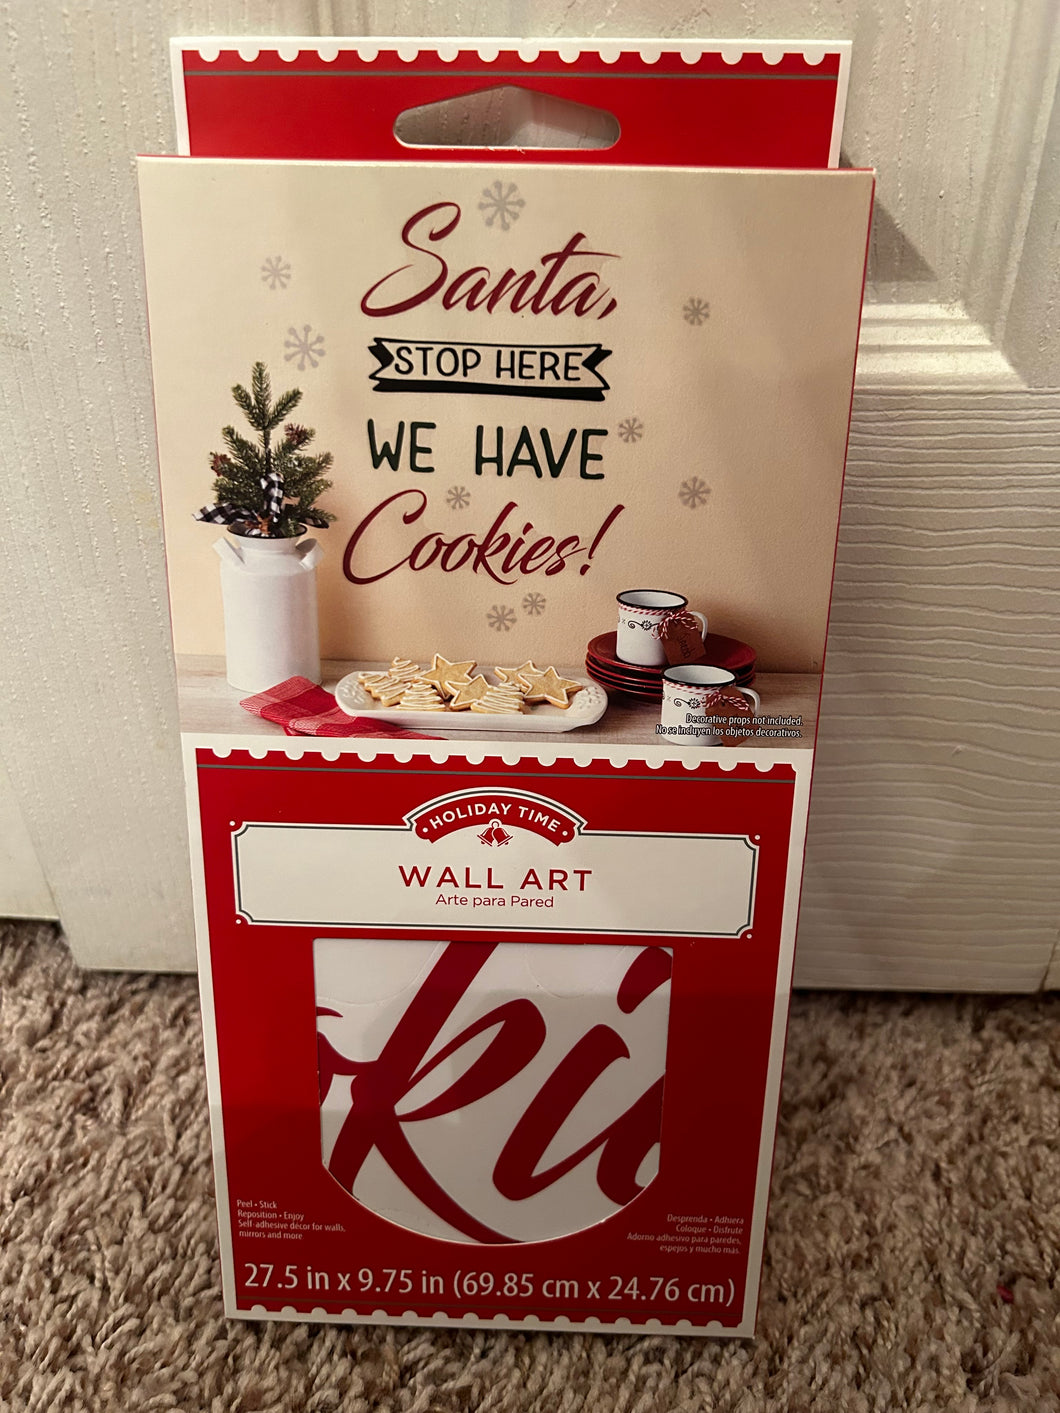 Santa,
STOP HERE
WE HAVE
Cookies!
Decorative props not included.
No se incluyen los objetos decorativos.
HOLIDAY TIME
WALL ART
Arte para Pared
ki
Peel • Stick
Reposition • Enjoy
Self-adhesive décor for walls,
mirrors and more
Desprenda • Adhiera
Coloque • Disfrute
Adorno adhesivo para paredes,
espejos y mucho más.
27.5 in x 9.75 in (69.85 cm x 24.76 cm)